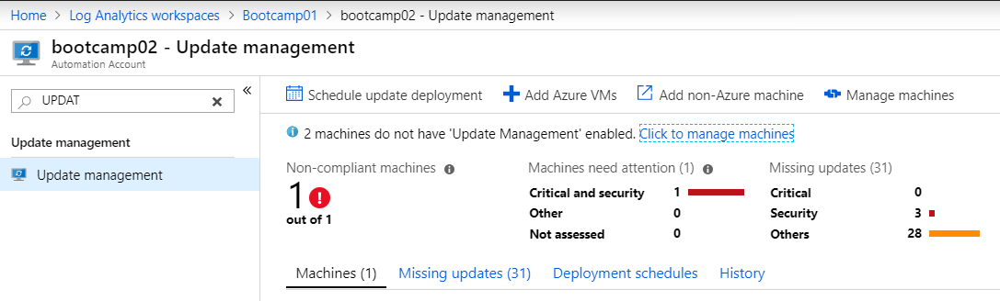 Home > Log Analytics workspaces > Bootcamp01 > bootcamp02 - Update management
bootcamp02 - Update management
Automation Account
UPDAT
Update management
Update management
Schedule update deployment Add Azure VMs Add non-Azure machine Manage machines
2 machines do not have 'Update Management' enabled. Click to manage machines
Non-compliant machines
1
out of 1
Machines need attention (1)
Critical and security 1
Other 0
Not assessed 0
Missing updates (31)
Critical 0
Security 3
Others 28
Machines (1) Missing updates (31) Deployment schedules History